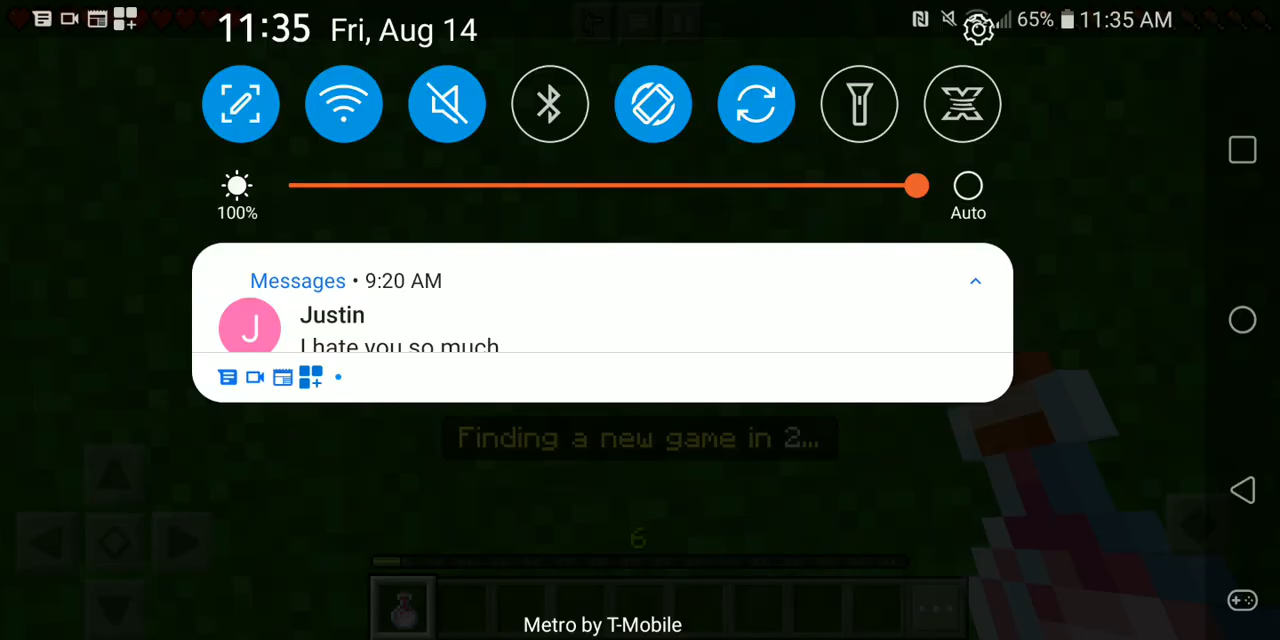 11:35 Fri, Aug 14
65% 11:35 AM
100%
Auto
Messages • 9:20 AM
J
Justin
I hate you so much
Finding a new game in 2...
6
Metro by T-Mobile